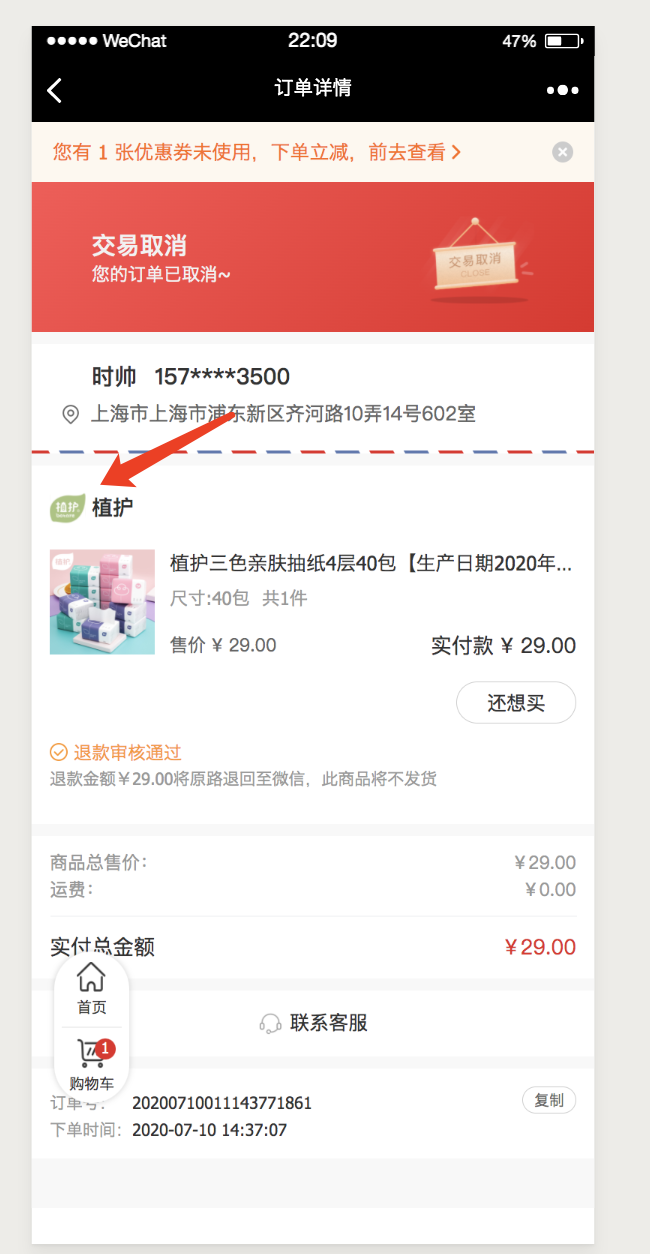 ●●●●● WeChat 22:09 47%
订单详情
您有 1 张优惠券未使用，下单立减，前去查看
交易取消
您的订单已取消~
交易取消
CLOSE
时帅 157****3500
上海市上海市浦东新区齐河路10弄14号602室
植护
植护
植护三色亲肤抽纸4层40包【生产日期2020年...
尺寸:40包 共1件
植护
售价 ¥ 29.00 实付款 ¥ 29.00
还想买
退款审核通过
退款金额¥29.00将原路退回至微信，此商品将不发货
商品总售价: ¥29.00
运费: ¥0.00
实付总金额 ¥29.00
首页
联系客服
1
购物车
订单号: 20200710011143771861 复制
下单时间: 2020-07-10 14:37:07